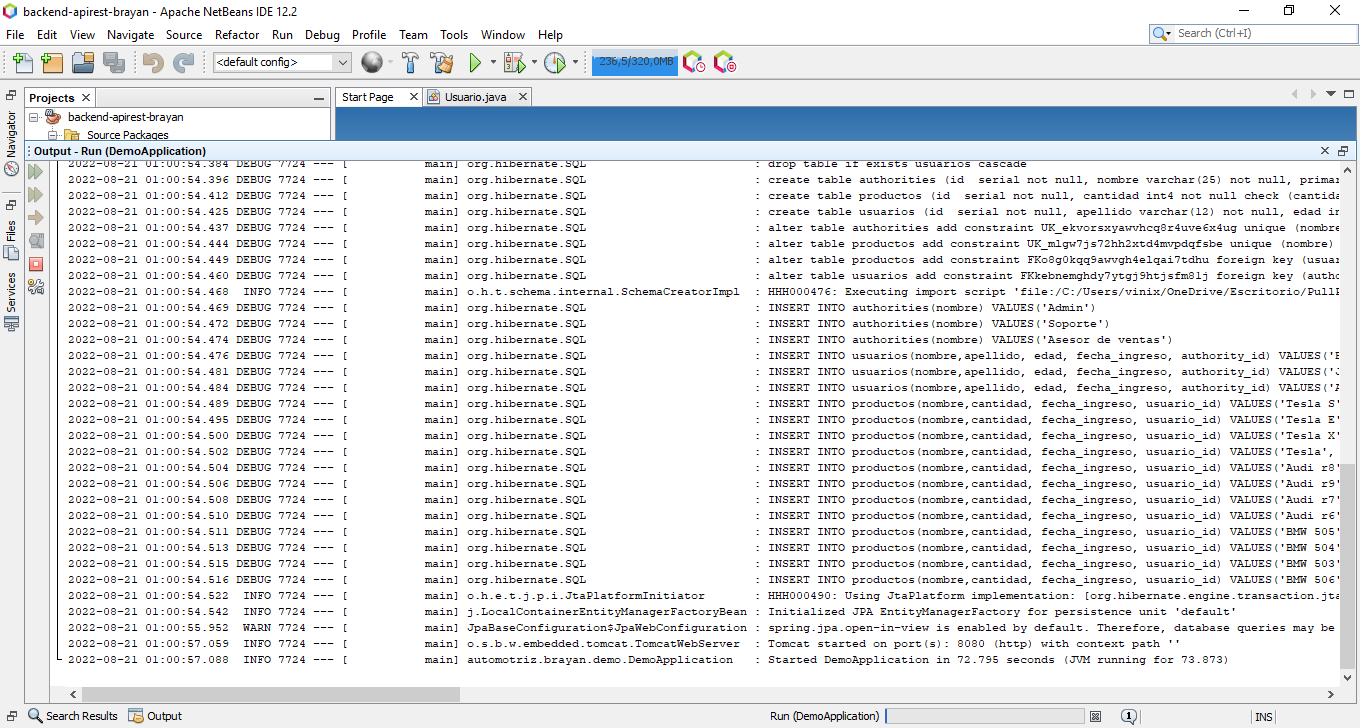 backend-apirest-brayan - Apache NetBeans IDE 12.2
File Edit View Navigate Source Refactor Run Debug Profile Team Tools Window Help
Search (Ctrl+I)
<default config>
236,5/320,0MB
Projects
Start Page
Usuario.java
backend-apirest-brayan
Source Packages
Navigator
Files
Services
Output - Run (DemoApplication)
2022-08-21 01:00:54.384 DEBUG 7724 --- [ main] org.hibernate.SQL : drop table if exists usuarios cascade
2022-08-21 01:00:54.396 DEBUG 7724 --- [ main] org.hibernate.SQL : create table authorities (id serial not null, nombre varchar(25) not null, primar
2022-08-21 01:00:54.412 DEBUG 7724 --- [ main] org.hibernate.SQL : create table productos (id serial not null, cantidad int4 not null check (cantida
2022-08-21 01:00:54.425 DEBUG 7724 --- [ main] org.hibernate.SQL : create table usuarios (id serial not null, apellido varchar(12) not null, edad in
2022-08-21 01:00:54.437 DEBUG 7724 --- [ main] org.hibernate.SQL : alter table authorities add constraint UK_ekvorsxyawvhcq8r4uve6x4ug unique (nombre
2022-08-21 01:00:54.444 DEBUG 7724 --- [ main] org.hibernate.SQL : alter table productos add constraint UK_mlgw7js72hh2xtd4mvpdqfsbe unique (nombre)
2022-08-21 01:00:54.449 DEBUG 7724 --- [ main] org.hibernate.SQL : alter table productos add constraint FKo8g0kqq9awvgh4elqai7tdhu foreign key (usuar
2022-08-21 01:00:54.460 DEBUG 7724 --- [ main] org.hibernate.SQL : alter table usuarios add constraint FKkebnemghdy7ytgj9htjsfm8lj foreign key (autho
2022-08-21 01:00:54.468 INFO 7724 --- [ main] o.h.t.schema.internal.SchemaCreatorImpl : HHH000476: Executing import script 'file:/C:/Users/vinix/OneDrive/Escritorio/PullP
2022-08-21 01:00:54.469 DEBUG 7724 --- [ main] org.hibernate.SQL : INSERT INTO authorities(nombre) VALUES('Admin')
2022-08-21 01:00:54.472 DEBUG 7724 --- [ main] org.hibernate.SQL : INSERT INTO authorities(nombre) VALUES('Soporte')
2022-08-21 01:00:54.474 DEBUG 7724 --- [ main] org.hibernate.SQL : INSERT INTO authorities(nombre) VALUES('Asesor de ventas')
2022-08-21 01:00:54.476 DEBUG 7724 --- [ main] org.hibernate.SQL : INSERT INTO usuarios(nombre,apellido, edad, fecha_ingreso, authority_id) VALUES('
2022-08-21 01:00:54.481 DEBUG 7724 --- [ main] org.hibernate.SQL : INSERT INTO usuarios(nombre,apellido, edad, fecha_ingreso, authority_id) VALUES('J
2022-08-21 01:00:54.484 DEBUG 7724 --- [ main] org.hibernate.SQL : INSERT INTO usuarios(nombre,apellido, edad, fecha_ingreso, authority_id) VALUES('A
2022-08-21 01:00:54.489 DEBUG 7724 --- [ main] org.hibernate.SQL : INSERT INTO productos(nombre,cantidad, fecha_ingreso, usuario_id) VALUES('Tesla S'
2022-08-21 01:00:54.495 DEBUG 7724 --- [ main] org.hibernate.SQL : INSERT INTO productos(nombre,cantidad, fecha_ingreso, usuario_id) VALUES('Tesla E'
2022-08-21 01:00:54.500 DEBUG 7724 --- [ main] org.hibernate.SQL : INSERT INTO productos(nombre,cantidad, fecha_ingreso, usuario_id) VALUES('Tesla X'
2022-08-21 01:00:54.502 DEBUG 7724 --- [ main] org.hibernate.SQL : INSERT INTO productos(nombre,cantidad, fecha_ingreso, usuario_id) VALUES('Tesla',
2022-08-21 01:00:54.504 DEBUG 7724 --- [ main] org.hibernate.SQL : INSERT INTO productos(nombre,cantidad, fecha_ingreso, usuario_id) VALUES('Audi r8'
2022-08-21 01:00:54.506 DEBUG 7724 --- [ main] org.hibernate.SQL : INSERT INTO productos(nombre,cantidad, fecha_ingreso, usuario_id) VALUES('Audi r9'
2022-08-21 01:00:54.508 DEBUG 7724 --- [ main] org.hibernate.SQL : INSERT INTO productos(nombre,cantidad, fecha_ingreso, usuario_id) VALUES('Audi r7'
2022-08-21 01:00:54.510 DEBUG 7724 --- [ main] org.hibernate.SQL : INSERT INTO productos(nombre,cantidad, fecha_ingreso, usuario_id) VALUES('Audi r6'
2022-08-21 01:00:54.511 DEBUG 7724 --- [ main] org.hibernate.SQL : INSERT INTO productos(nombre,cantidad, fecha_ingreso, usuario_id) VALUES('BMW 505'
2022-08-21 01:00:54.513 DEBUG 7724 --- [ main] org.hibernate.SQL : INSERT INTO productos(nombre,cantidad, fecha_ingreso, usuario_id) VALUES('BMW 504'
2022-08-21 01:00:54.515 DEBUG 7724 --- [ main] org.hibernate.SQL : INSERT INTO productos(nombre,cantidad, fecha_ingreso, usuario_id) VALUES('BMW 503'
2022-08-21 01:00:54.516 DEBUG 7724 --- [ main] org.hibernate.SQL : INSERT INTO productos(nombre,cantidad, fecha_ingreso, usuario_id) VALUES('BMW 506'
2022-08-21 01:00:54.522 INFO 7724 --- [ main] o.h.e.t.j.p.i.JtaPlatformInitiator : HHH000490: Using JtaPlatform implementation: [org.hibernate.engine.transaction.jta
2022-08-21 01:00:54.542 INFO 7724 --- [ main] j.LocalContainerEntityManagerFactoryBean : Initialized JPA EntityManagerFactory for persistence unit 'default'
2022-08-21 01:00:55.952 WARN 7724 --- [ main] JpaBaseConfiguration$JpaWebConfiguration : spring.jpa.open-in-view is enabled by default. Therefore, database queries may be
2022-08-21 01:00:57.059 INFO 7724 --- [ main] o.s.b.w.embedded.tomcat.TomcatWebServer : Tomcat started on port(s): 8080 (http) with context path ''
2022-08-21 01:00:57.088 INFO 7724 --- [ main] automotriz.brayan.demo.DemoApplication : Started DemoApplication in 72.795 seconds (JVM running for 73.873)
Search Results
Output
Run (DemoApplication)
1
INS